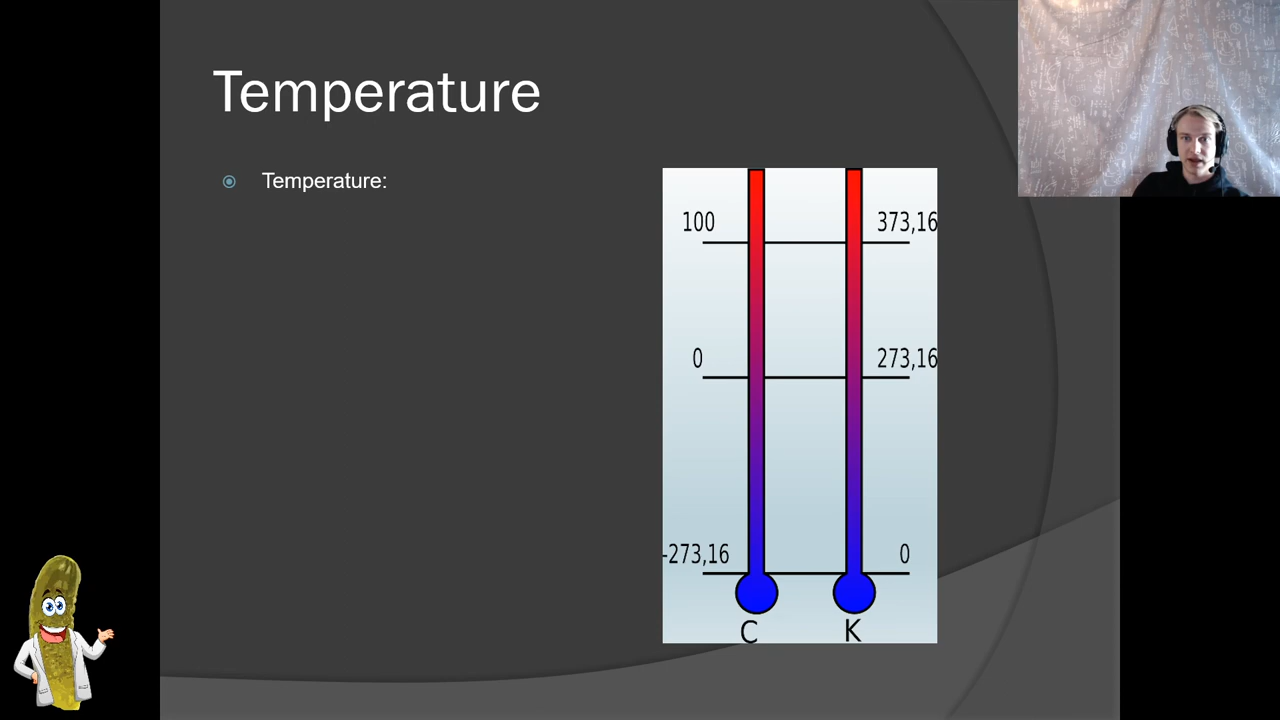 Temperature
Temperature:
100 373,16
0 273,16
-273,16 0
C K